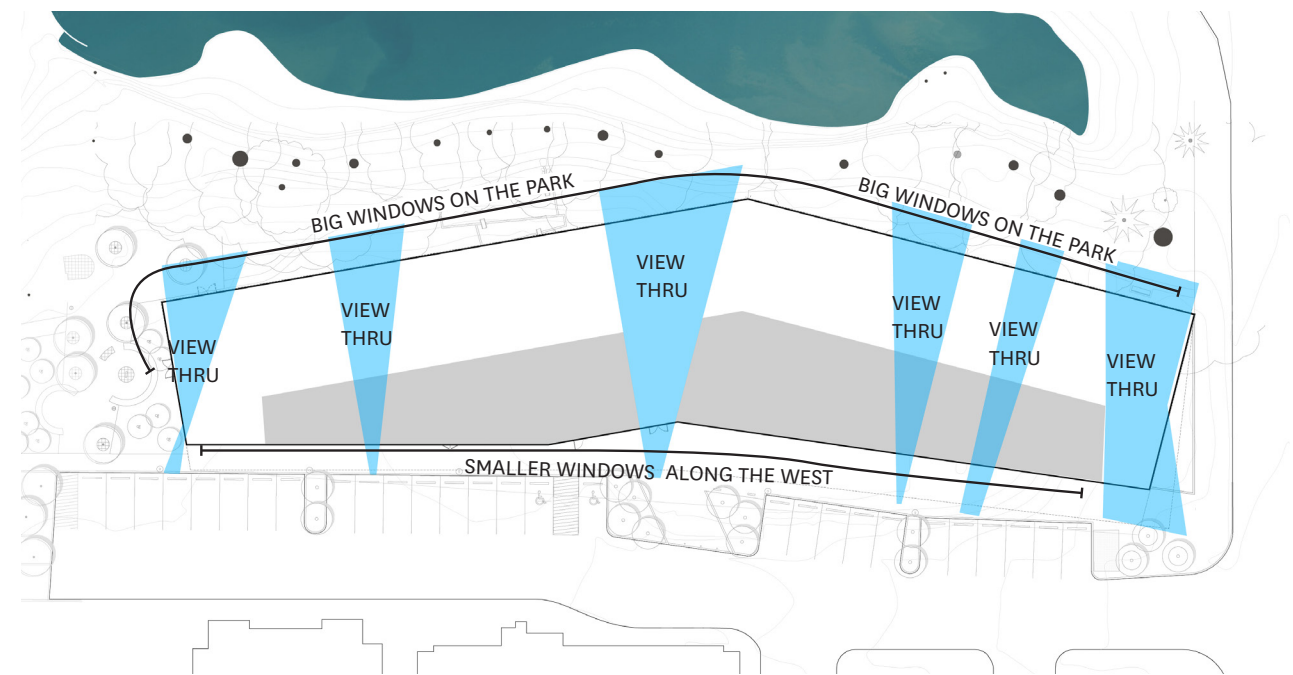 BIG WINDOWS ON THE PARK
BIG WINDOWS ON THE PARK
VIEW
THRU
VIEW
THRU
VIEW
THRU
VIEW
THRU
VIEW
THRU
VIEW
THRU
SMALLER WINDOWS ALONG THE WEST